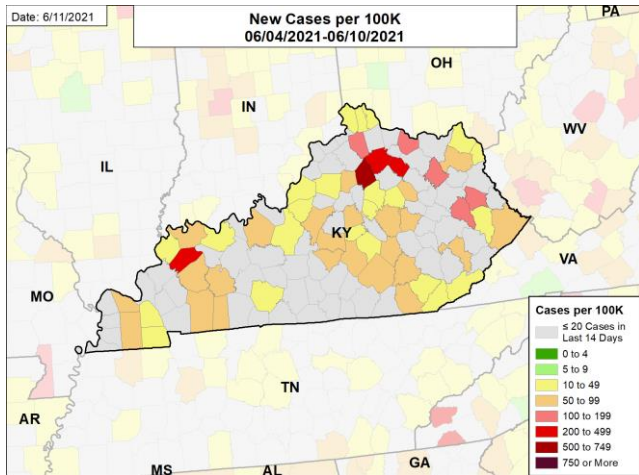 Date: 6/11/2021
New Cases per 100K
06/04/2021-06/10/2021
PA
OH
IN
WV
IL
KY
VA
MO
TN
AR
MS
AL
GA
Cases per 100K
≤ 20 Cases in
Last 14 Days
0 to 4
5 to 9
10 to 49
50 to 99
100 to 199
200 to 499
500 to 749
750 or More